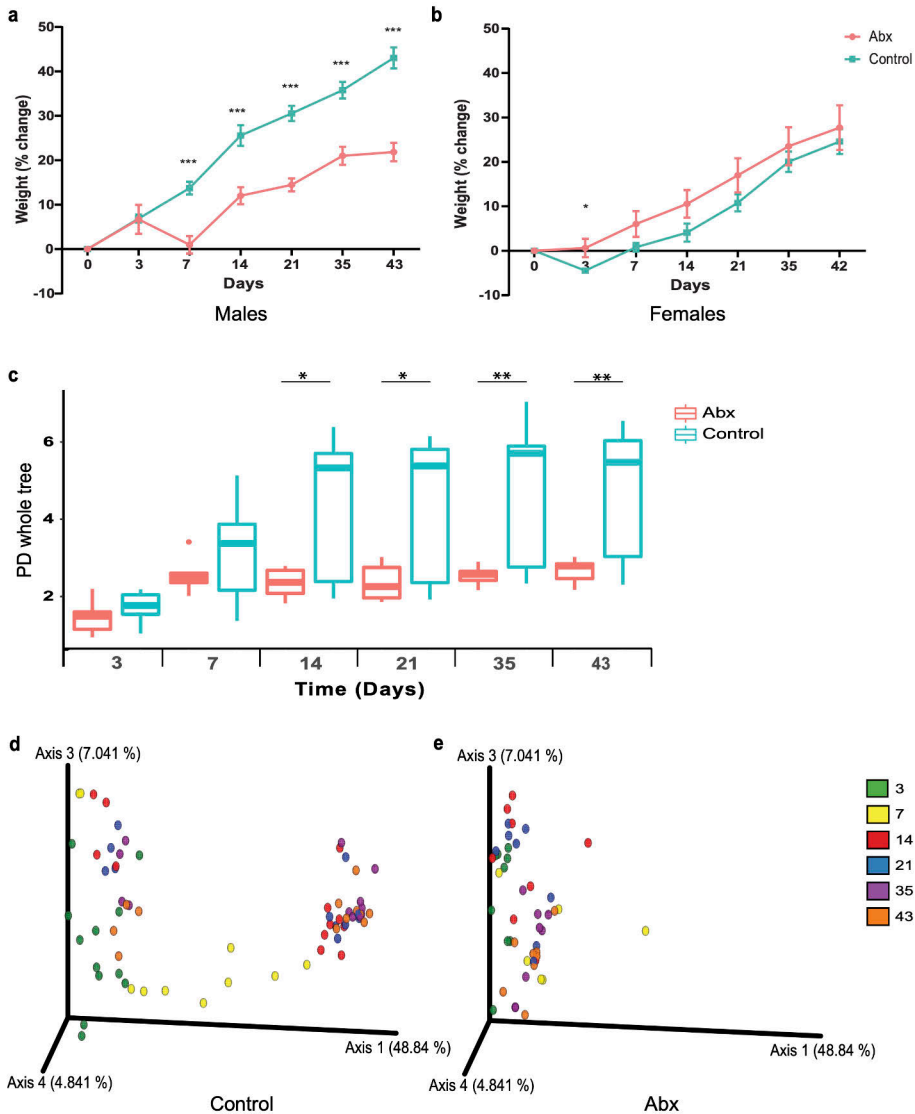 a
50
40
30
20
10
0
-10
Weight (% change)
***
***
***
***
***
0 3 7 14 21 35 43
Days
Males
b
50
40
30
20
10
0
-10
Weight (% change)
*
0 3 7 14 21 35 42
Days
Females
Abx
Control
c
* * ** **
6
4
2
PD whole tree
3 7 14 21 35 43
Time (Days)
Abx
Control
d
Axis 3 (7.041 %)
Axis 1 (48.84 %)
Axis 4 (4.841 %)
Control
e
Axis 3 (7.041 %)
Axis 1 (48.84 %)
Axis 4 (4.841 %)
Abx
3
7
14
21
35
43